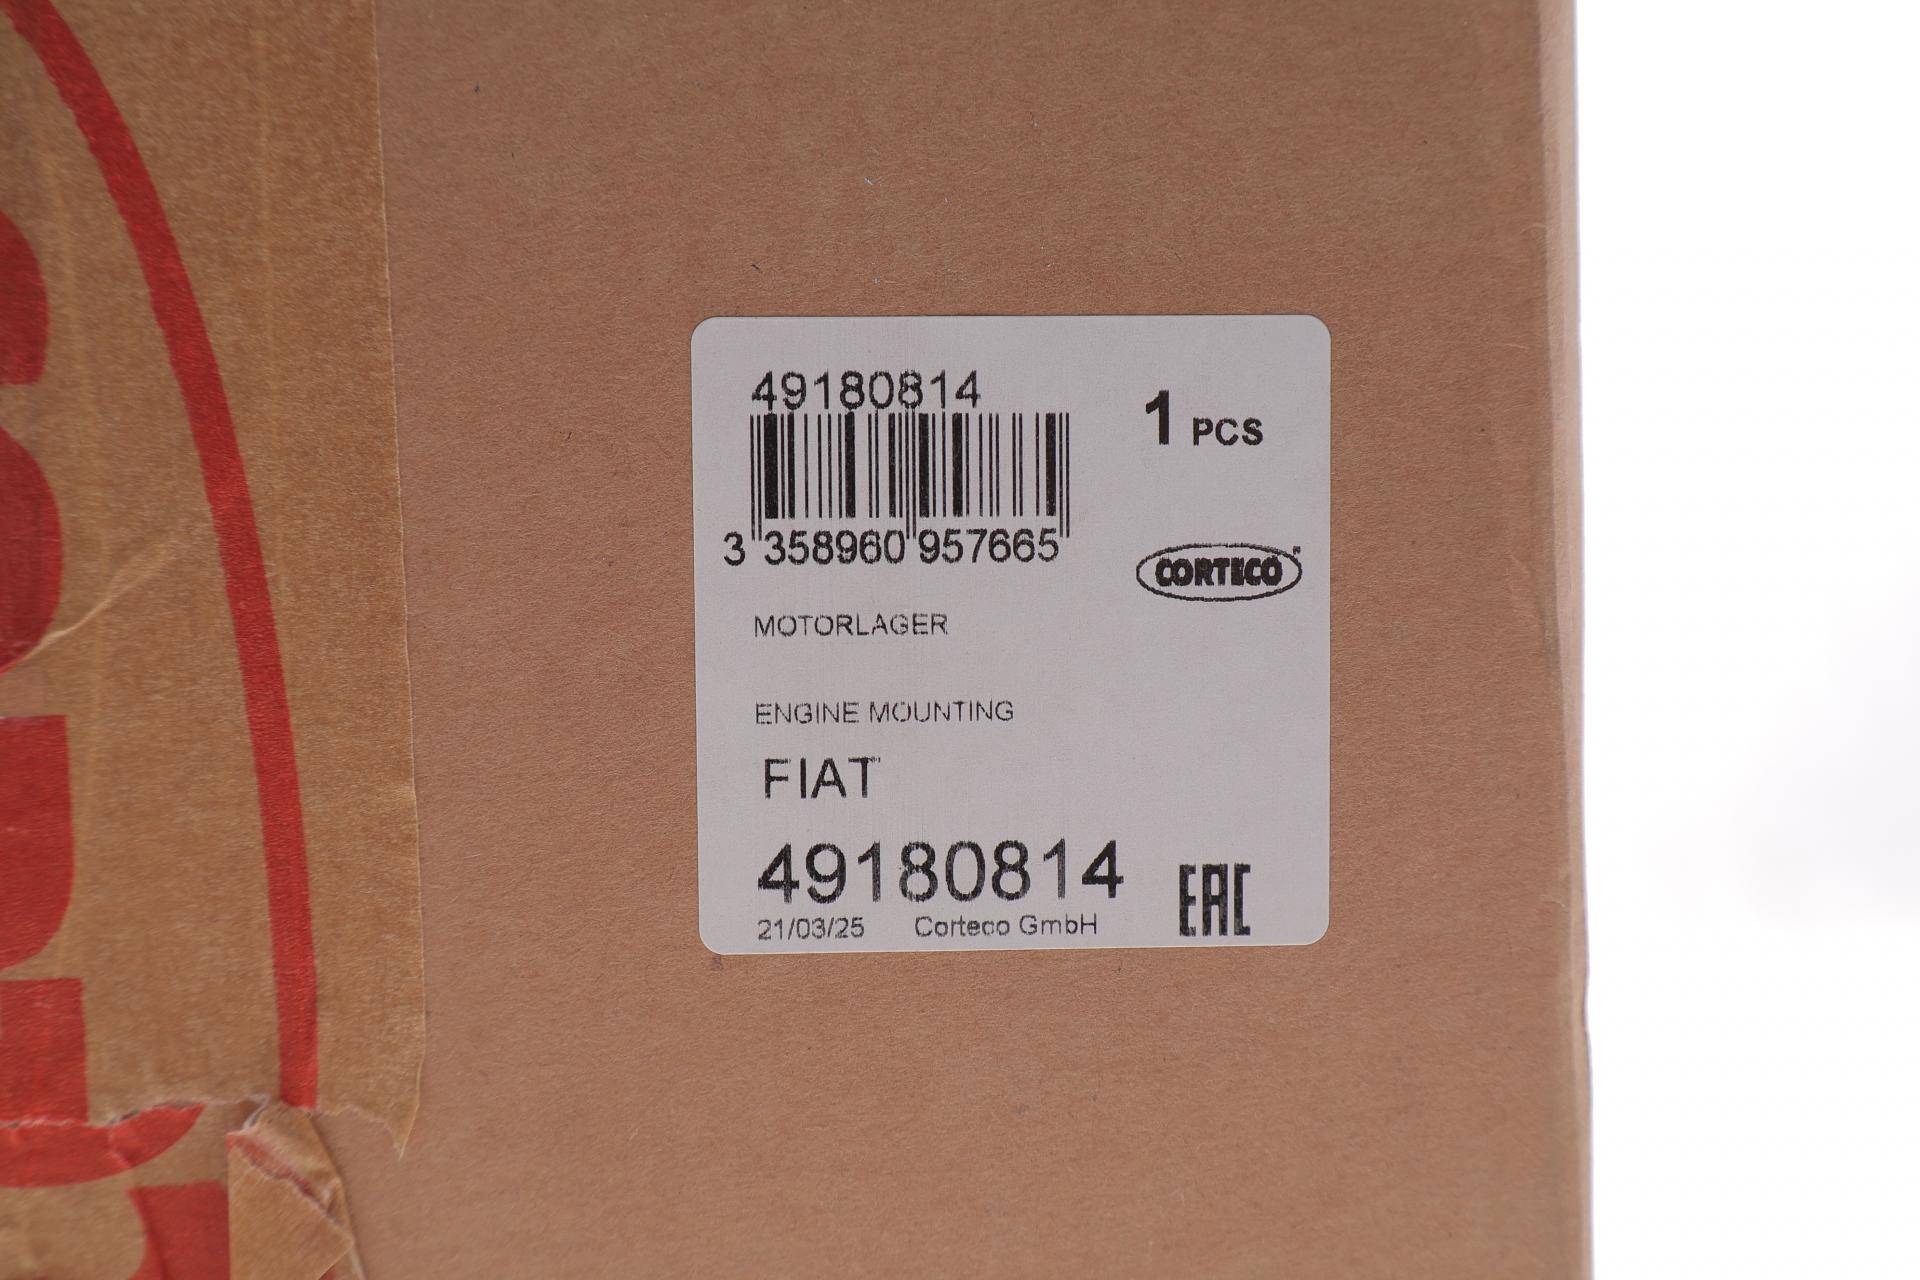 49180814
1 PCS
3 358960 957665
CORTECO
MOTORLAGER
ENGINE MOUNTING
FIAT
49180814
EAC
21/03/25 Corteco GmbH